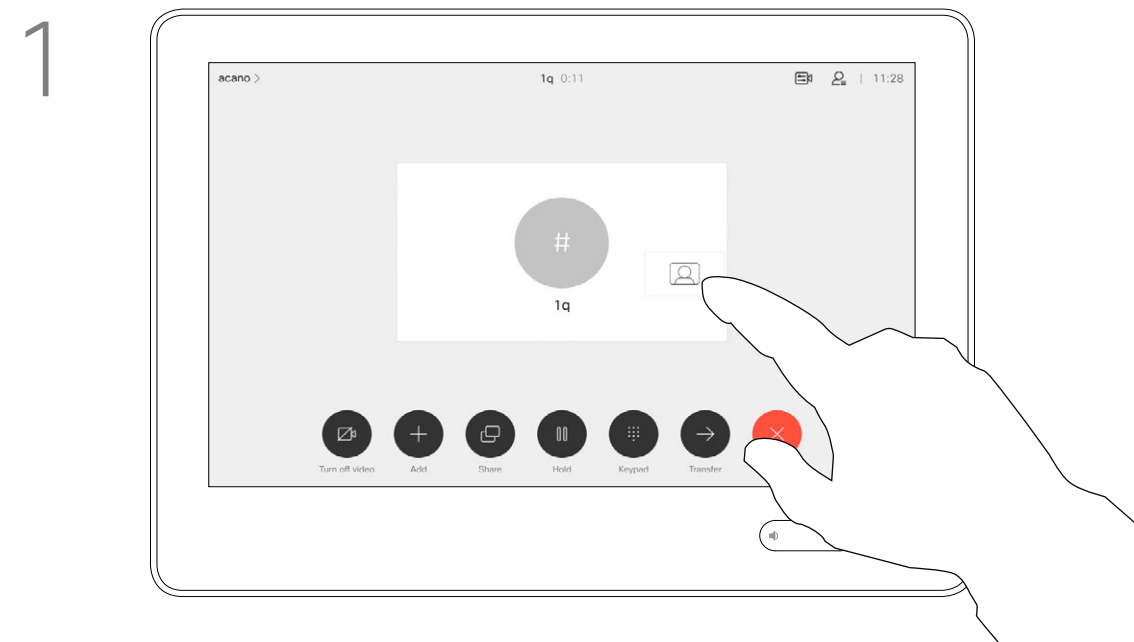 1
acano >
1q 0:11
11:28
#
1q
Turn off video
Add
Share
Hold
Keypad
Transfer